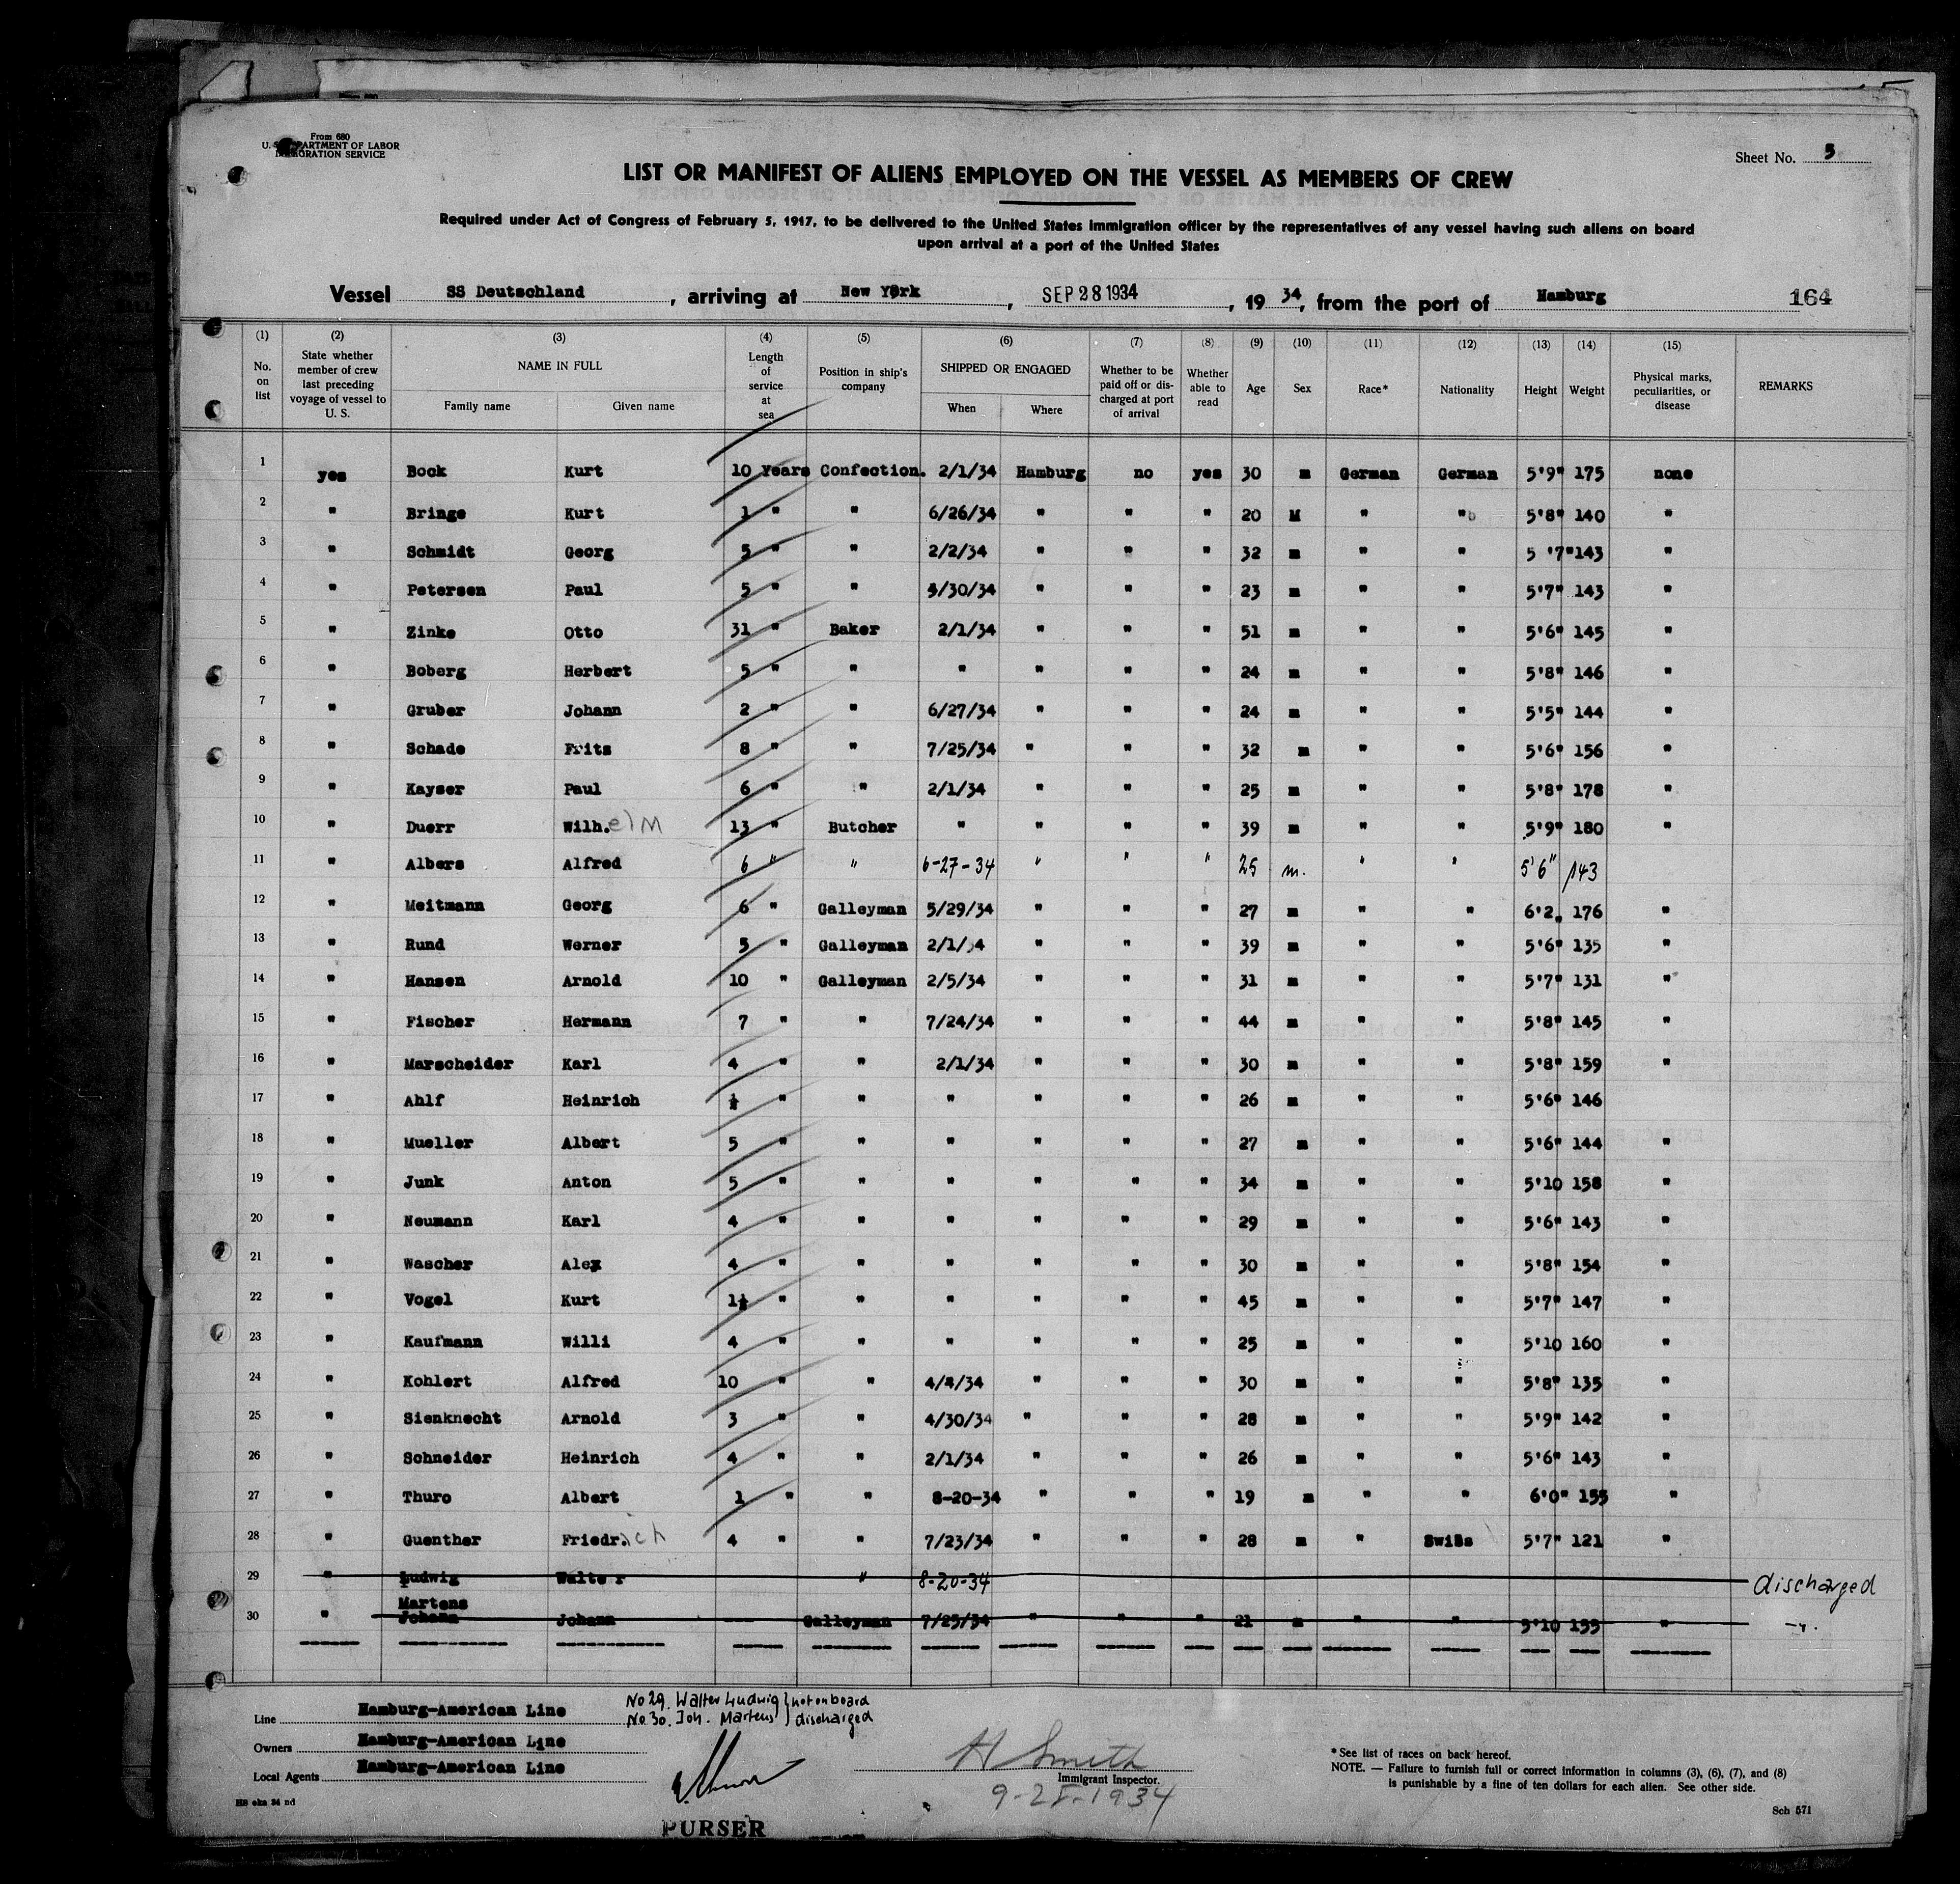 From 680
U. S. DEPARTMENT OF LABOR
IMMIGRATION SERVICE
Sheet No. 5
LIST OR MANIFEST OF ALIENS EMPLOYED ON THE VESSEL AS MEMBERS OF CREW
Required under Act of Congress of February 5, 1917, to be delivered to the United States immigration officer by the representatives of any vessel having such aliens on board
upon arrival at a port of the United States
Vessel SS Deutschland, arriving at New York, SEP 28 1934, 1934, from the port of Hamburg 164
(1) (2) (3) (4) (5) (6) (7) (8) (9) (10) (11) (12) (13) (14) (15)
No. on list | State whether member of crew last preceding voyage of vessel to U. S. | NAME IN FULL | Length of service at sea | Position in ship's company | SHIPPED OR ENGAGED | Whether to be paid off or discharged at port of arrival | Whether able to read | Age | Sex | Race* | Nationality | Height | Weight | Physical marks, peculiarities, or disease | REMARKS
Family name Given name When Where
1 yes Bock Kurt 10 Years Confection. 2/1/34 Hamburg no yes 30 m German German 5'9" 175 none
2 " Bringe Kurt 1 " " 6/26/34 " " " 20 M " " 5'8" 140 "
3 " Schmidt Georg 5 " " 2/2/34 " " " 32 m " " 5 '7" 143 "
4 " Petersen Paul 5 " " /30/34 " " " 23 m " " 5'7" 143 "
5 " Zinke Otto 31 " Baker 2/1/34 " " " 51 m " " 5'6" 145 "
6 " Boberg Herbert 5 " " " " " " 24 m " " 5'8" 146 "
7 " Gruber Johann 2 " " 6/27/34 " " " 24 m " " 5'5" 144 "
8 " Schade Frits 8 " " 7/25/34 " " " 32 m " " 5'6" 156 "
9 " Kayser Paul 6 " " 2/1/34 " " " 25 m " " 5'8" 178 "
10 " Duerr Wilh.elm 13 " Butcher " " " " 39 m " " 5'9" 180 "
11 " Albers Alfred 6 " " 6-27-34 " " " 25 m. " " 5'6" 143
12 " Meitmann Georg 6 " Galleyman 5/29/34 " " " 27 m " " 6'2" 176 "
13 " Rund Werner 5 " Galleyman 2/1/34 " " " 39 m " " 5'6" 135 "
14 " Hansen Arnold 10 " Galleyman 2/5/34 " " " 31 m " " 5'7" 131 "
15 " Fischer Hermann 7 " " 7/24/34 " " " 44 m " " 5'8" 145 "
16 " Marscheider Karl 4 " " 2/1/34 " " " 30 m " " 5'8" 159 "
17 " Ahlf Heinrich ½ " " " " " " 26 m " " 5'6" 146
18 " Mueller Albert 5 " " " " " " 27 m " " 5'6" 144 "
19 " Junk Anton 5 " " " " " " 34 m " " 5'10 158 "
20 " Neumann Karl 4 " " " " " " 29 m " " 5'6" 143 "
21 " Wascher Alex 4 " " " " " " 30 m " " 5'8" 154 "
22 " Vogel Kurt 1½ " " " " " " 45 m " " 5'7" 147 "
23 " Kaufmann Willi 4 " " " " " " 25 m " " 5'10 160 "
24 " Kohlert Alfred 10 " " 4/4/34 " " " 30 m " " 5'8" 135 "
25 " Sienknecht Arnold 3 " " 4/30/34 " " " 28 m " " 5'9" 142 "
26 " Schneider Heinrich 4 " " 2/1/34 " " " 26 m " " 5'6" 143 "
27 " Thuro Albert 1 " " 8-20-34 " " " 19 m " " 6'0" 155 "
28 " Guenther Friedr.ich 4 " " 7/23/34 " " " 28 m " Swiss 5'7" 121 "
29 " Ludwig Walter " 8-20-34 discharged
Martens
30 " Johann Johann Galleyman 7/25/34 " " " 21 m " " 5'10 155 " -"-
Line Hamburg-American Line No 29. Walter Ludwig } not on board
No 30. Joh. Martens } discharged
Owners Hamburg-American Line
Local Agents Hamburg-American Line
PURSER
H Smith
Immigrant Inspector.
9-28-1934
*See list of races on back hereof.
NOTE. — Failure to furnish full or correct information in columns (3), (6), (7), and (8)
is punishable by a fine of ten dollars for each alien. See other side.
Sch 571